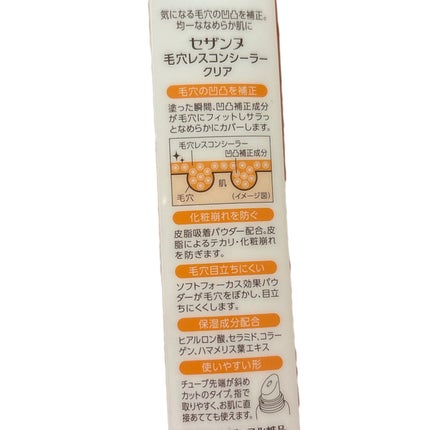 気になる毛穴の凹凸を補正。
均一ななめらか肌に
セザンヌ
毛穴レスコンシーラー
クリア
毛穴の凹凸を補正
塗った瞬間、凹凸補正成分
が毛穴にフィットしサラっ
となめらかにカバーします。
毛穴レスコンシーラー 凹凸補正成分
肌
毛穴 (イメージ図)
化粧崩れを防ぐ
皮脂吸着パウダー配合。皮
脂によるテカリ・化粧崩れ
を防ぎます。
毛穴目立ちにくい
ソフトフォーカス効果パウ
ダーが毛穴をぼかし、目立
ちにくくします。
保湿成分配合
ヒアルロン酸、セラミド、コラー
ゲン、ハマメリス葉エキス
使いやすい形
チューブ先端が斜め
カットのタイプ。指で
取りやすく、お肌に直
接あてても使えます。